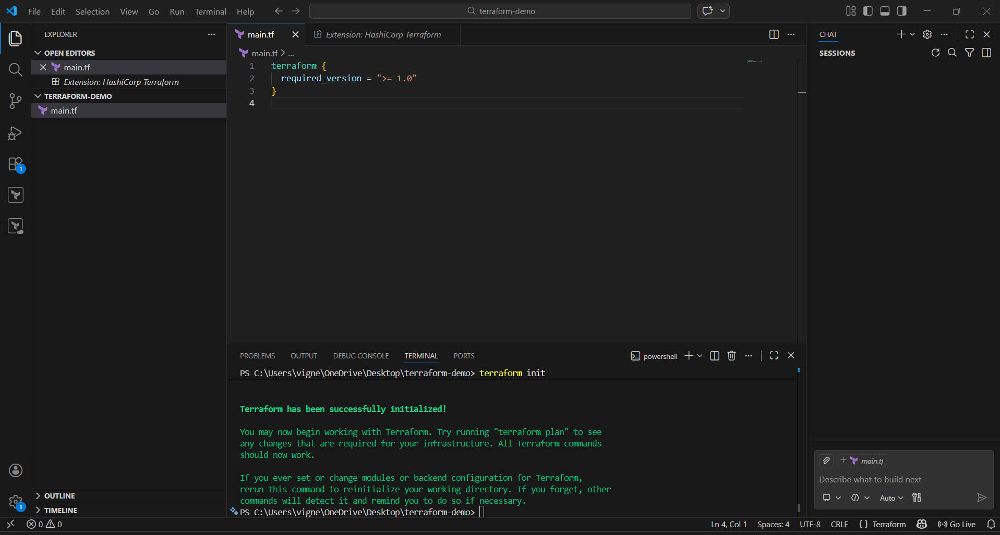 File Edit Selection View Go Run Terminal Help
terraform-demo
EXPLORER
OPEN EDITORS
main.tf
Extension: HashiCorp Terraform
TERRAFORM-DEMO
main.tf
OUTLINE
TIMELINE
1
1
main.tf
Extension: HashiCorp Terraform
main.tf > ...
1 terraform {
2 required_version = ">= 1.0"
3 }
4
PROBLEMS OUTPUT DEBUG CONSOLE TERMINAL PORTS
powershell
PS C:\Users\vigne\OneDrive\Desktop\terraform-demo> terraform init
Terraform has been successfully initialized!
You may now begin working with Terraform. Try running "terraform plan" to see
any changes that are required for your infrastructure. All Terraform commands
should now work.
If you ever set or change modules or backend configuration for Terraform,
rerun this command to reinitialize your working directory. If you forget, other
commands will detect it and remind you to do so if necessary.
PS C:\Users\vigne\OneDrive\Desktop\terraform-demo>
CHAT
SESSIONS
main.tf
Describe what to build next
Auto
0 0
Ln 4, Col 1 Spaces: 4 UTF-8 CRLF { } Terraform Go Live